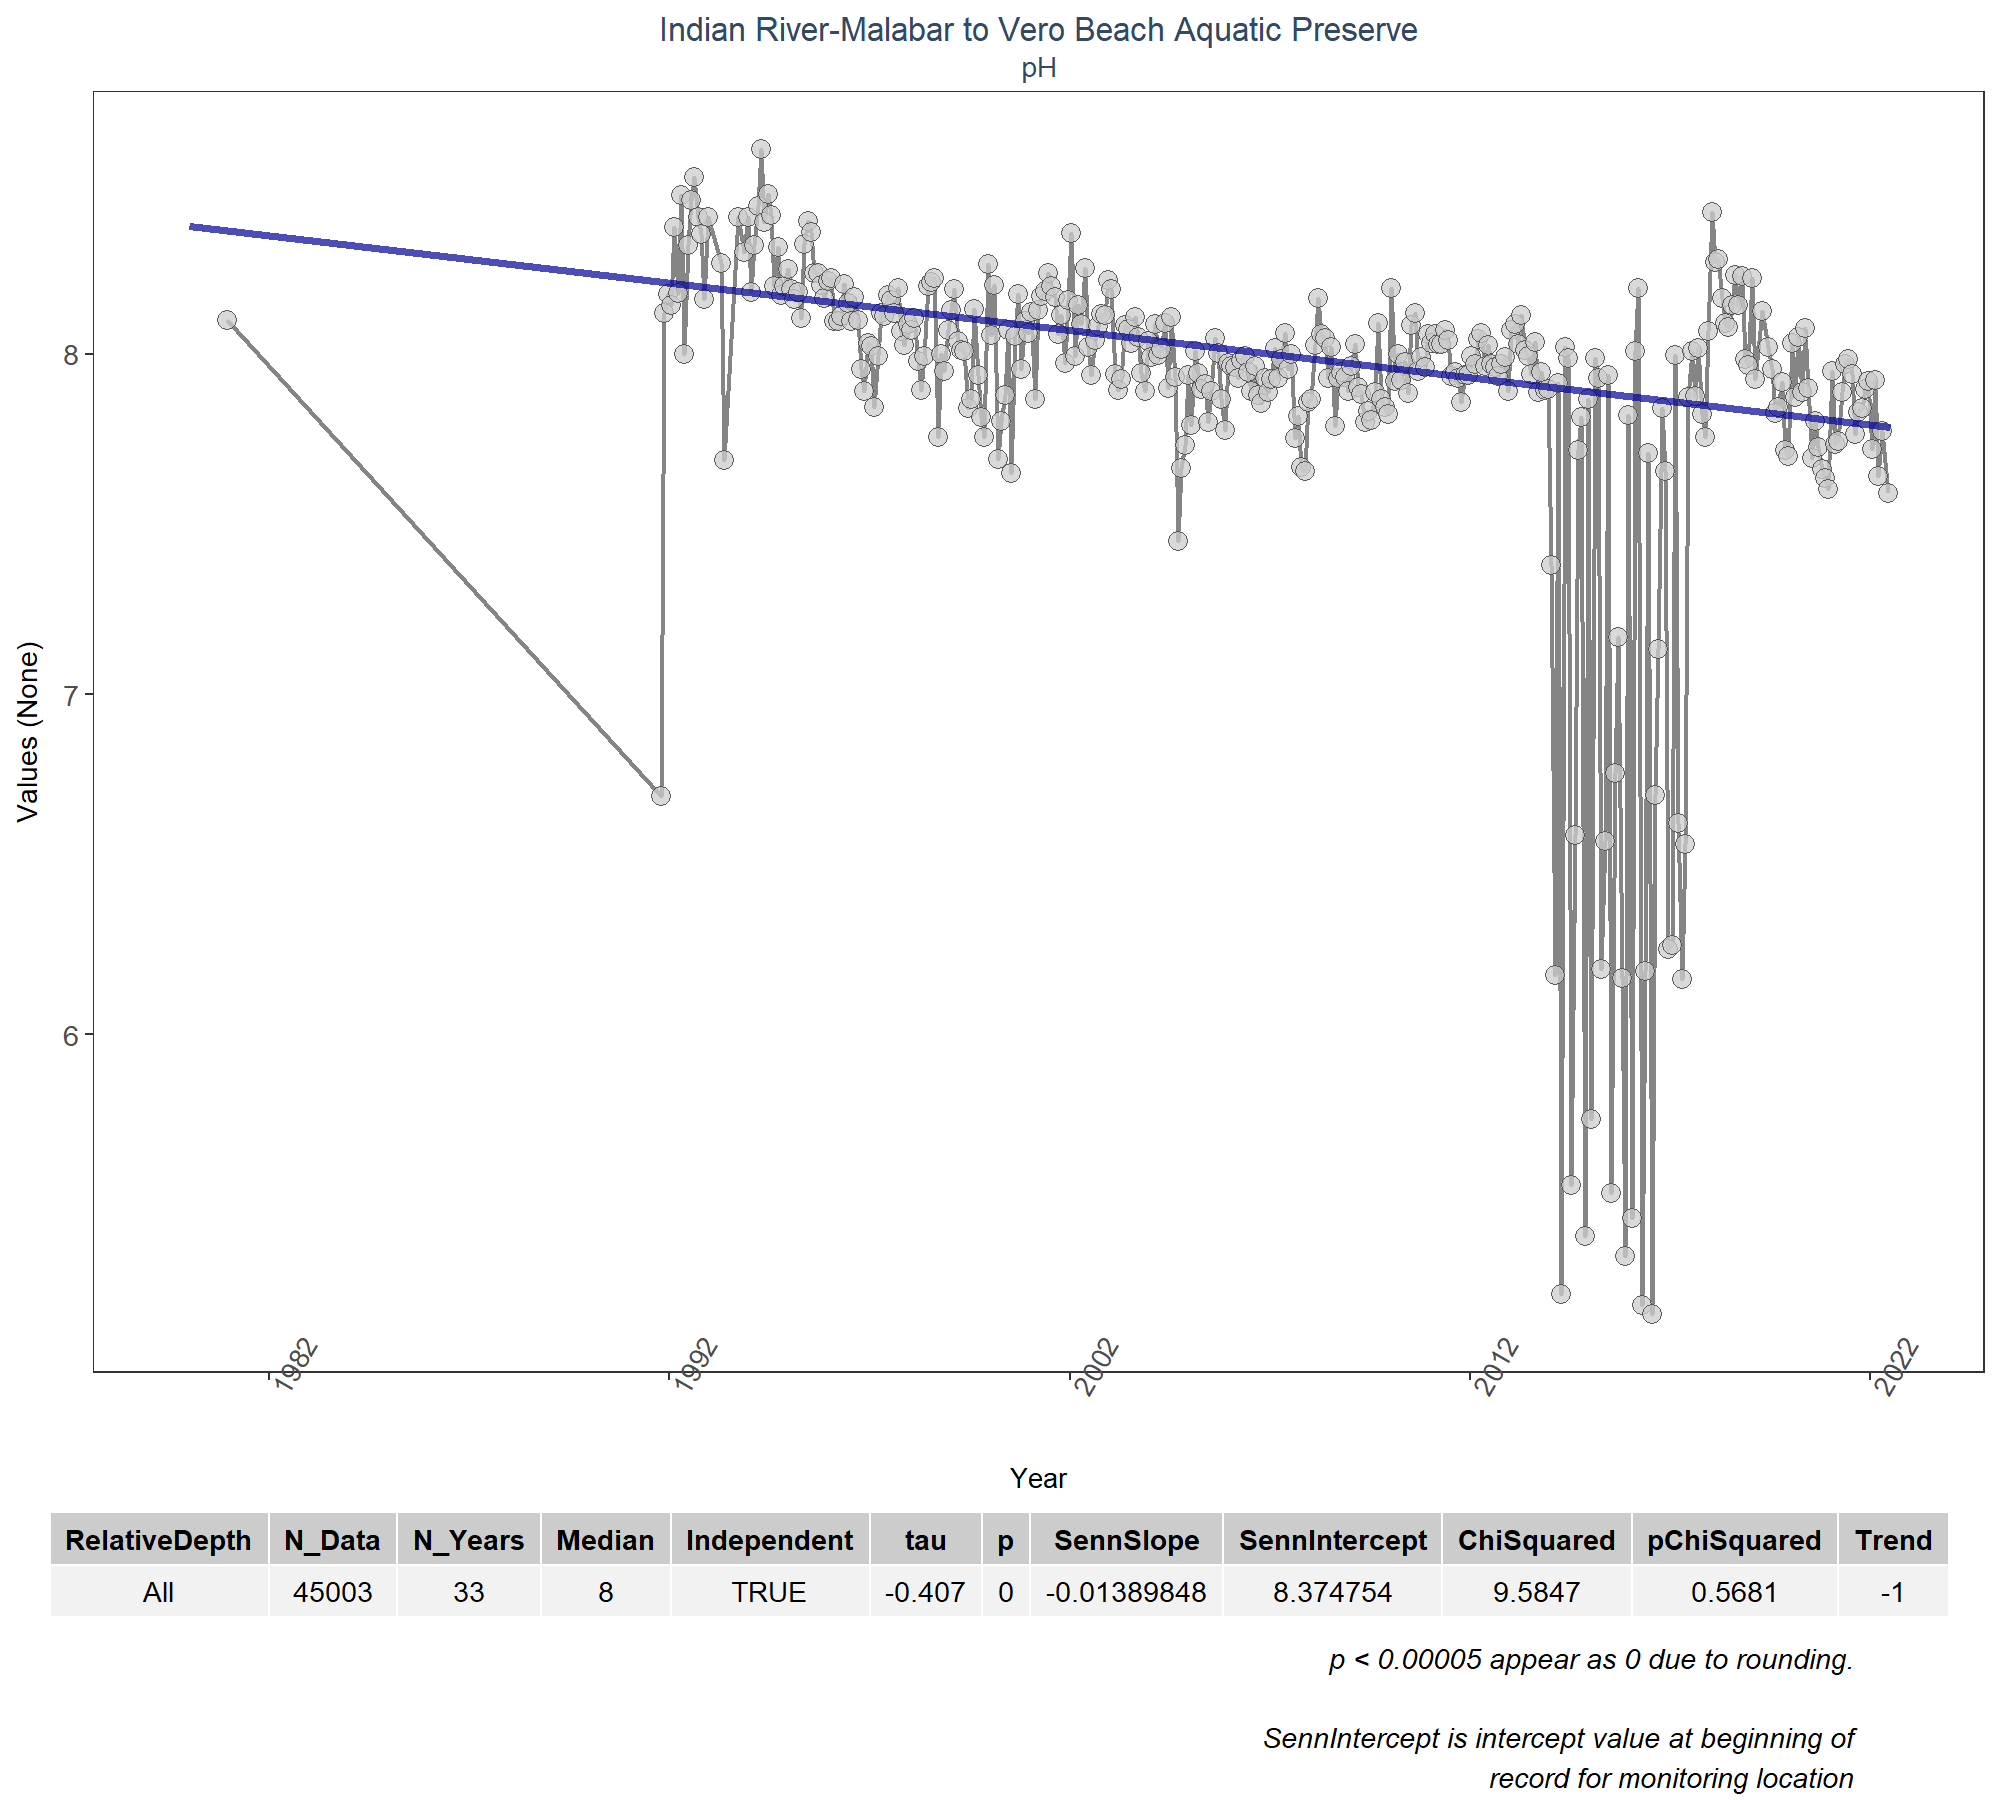 Indian River-Malabar to Vero Beach Aquatic Preserve
pH
Values (None)
8
7
6
1982
1992
2002
2012
2022
Year
RelativeDepth N_Data N_Years Median Independent tau p SennSlope SennIntercept ChiSquared pChiSquared Trend
All 45003 33 8 TRUE -0.407 0 -0.01389848 8.374754 9.5847 0.5681 -1
p < 0.00005 appear as 0 due to rounding.
SennIntercept is intercept value at beginning of
record for monitoring location